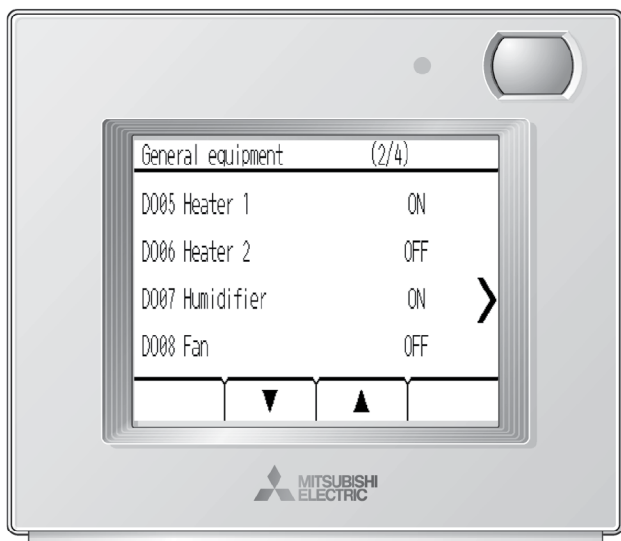 General equipment (2/4)
DO05 Heater 1 ON
DO06 Heater 2 OFF
DO07 Humidifier ON
DO08 Fan OFF
MITSUBISHI
ELECTRIC